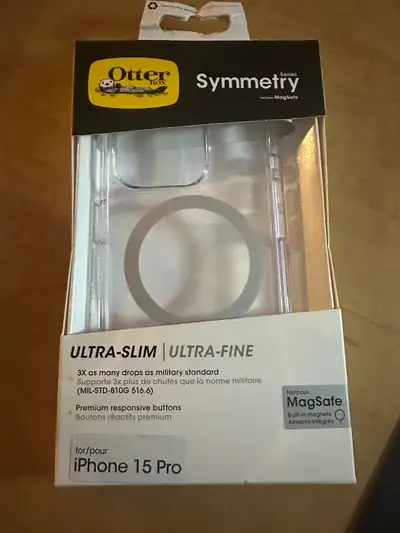 Otter
BOX
Symmetry
Series
MagSafe
ULTRA-SLIM | ULTRA-FINE
3X as many drops as military standard
Supporte 3x plus de chutes que la norme militaire
(MIL-STD-810G 516.6)
Premium responsive buttons
Boutons réactifs premium
for/pour
MagSafe
Built-in magnets
Aimants intégrés
for/pour
iPhone 15 Pro